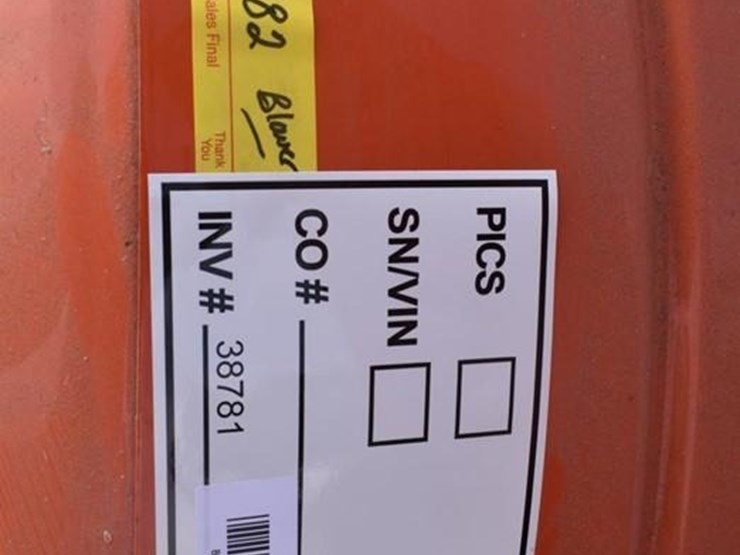 82 Blower
ales Final
Thank
You
PICS
SN/VIN
CO #
INV # 38781